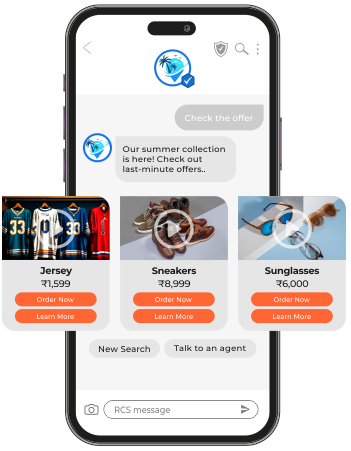 Check the offer
Our summer collection
is here! Check out
last-minute offers..
33
33
Jersey
₹1,599
Order Now
Learn More
Sneakers
₹8,999
Order Now
Learn More
Sunglasses
₹6,000
Order Now
Learn More
New Search
Talk to an agent
RCS message